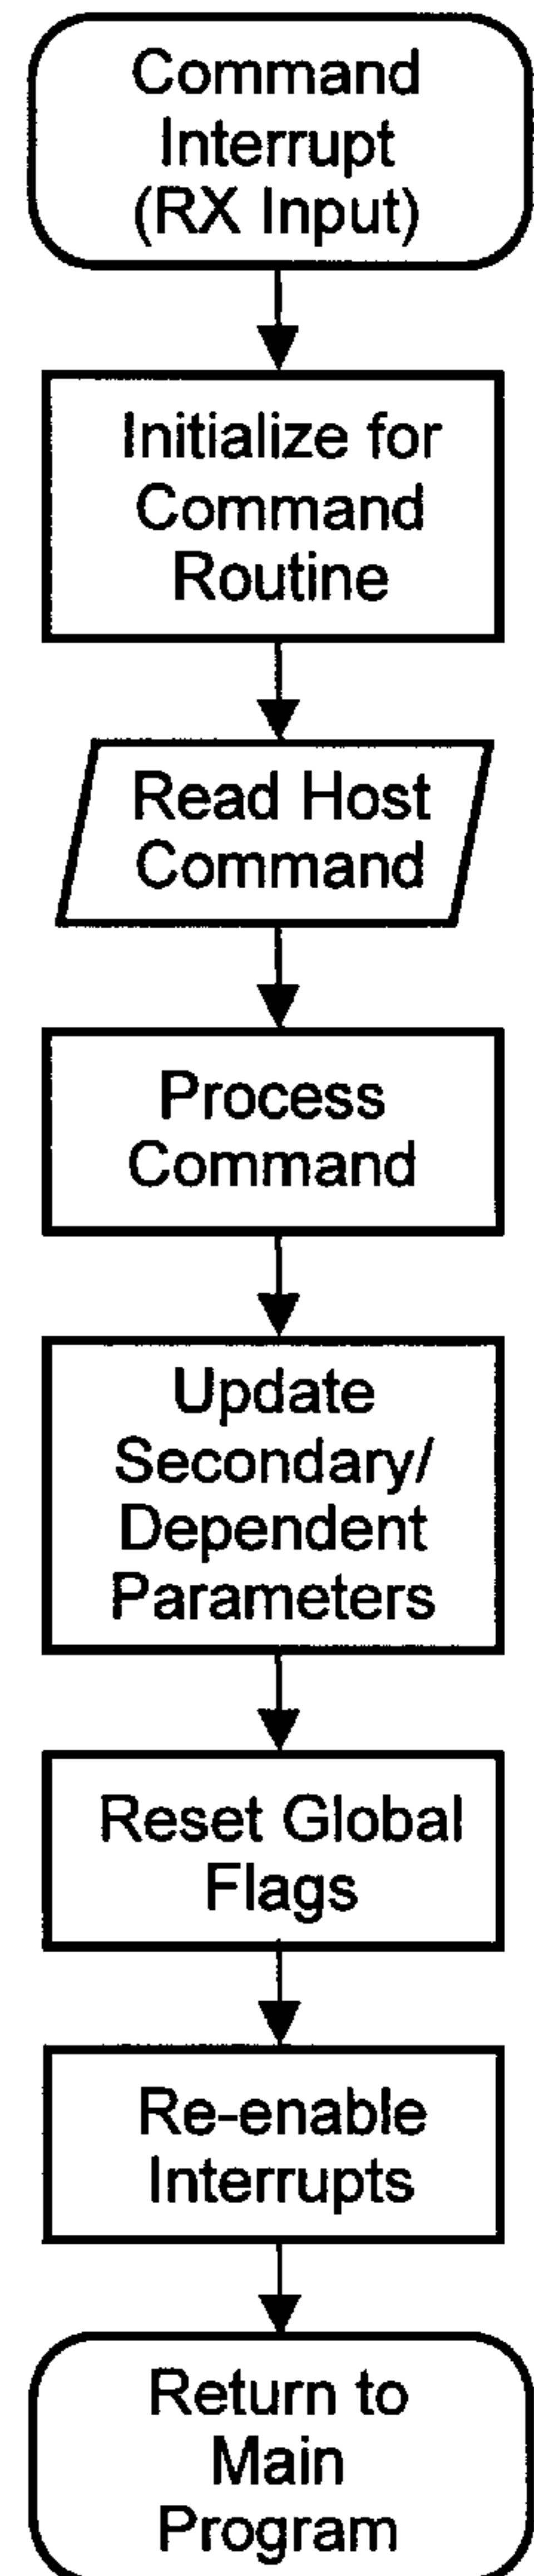 Command
Interrupt
(RX Input)
Initialize for
Command
Routine
Read Host
Command
Process
Command
Update
Secondary/
Dependent
Parameters
Reset Global
Flags
Re-enable
Interrupts
Return to
Main
Program